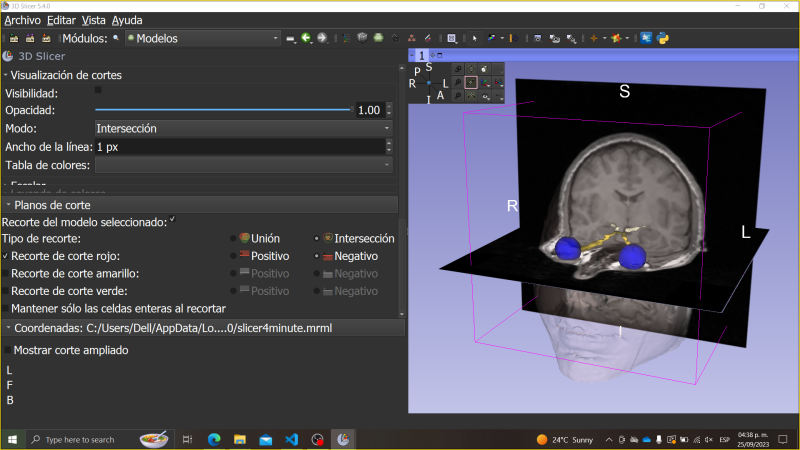 3D Slicer 5.4.0
Archivo Editar Vista Ayuda
Módulos: Modelos
3D Slicer
Visualización de cortes
Visibilidad:
Opacidad: 1.00
Modo: Intersección
Ancho de la línea: 1 px
Tabla de colores:
Planos de corte
Recorte del modelo seleccionado:
Tipo de recorte: Unión Intersección
Recorte de corte rojo: Positivo Negativo
Recorte de corte amarillo: Positivo Negativo
Recorte de corte verde: Positivo Negativo
Mantener sólo las celdas enteras al recortar
Coordenadas: C:/Users/Dell/AppData/Lo....0/slicer4minute.mrml
Mostrar corte ampliado
L
F
B
1
S
P
R L
A
I
S
R
L
I
Type here to search
24°C Sunny
ESP
04:38 p. m.
25/09/2023